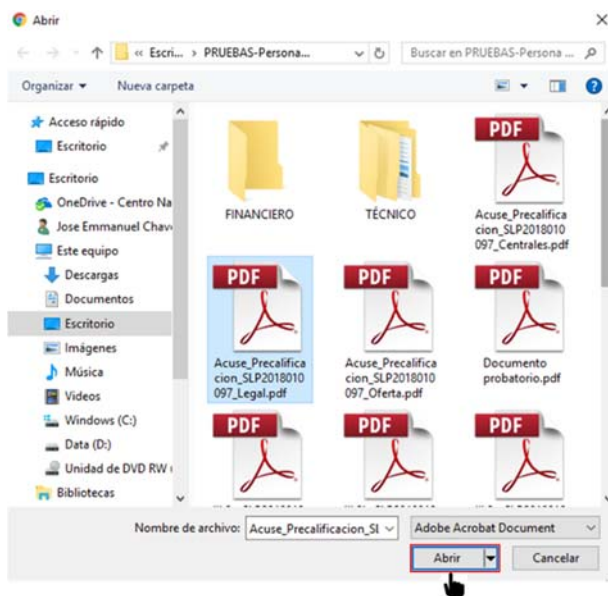 Abrir
« Escri... › PRUEBAS-Persona...
Buscar en PRUEBAS-Persona ...
Organizar
Nueva carpeta
Acceso rápido
Escritorio
Escritorio
OneDrive - Centro Na
Jose Emmanuel Chav
Este equipo
Descargas
Documentos
Escritorio
Imágenes
Música
Videos
Windows (C:)
Data (D:)
Unidad de DVD RW
Bibliotecas
FINANCIERO
TÉCNICO
PDF
Acuse_Precalifica
cion_SLP2018010
097_Centrales.pdf
PDF
Acuse_Precalifica
cion_SLP2018010
097_Legal.pdf
PDF
Acuse_Precalifica
cion_SLP2018010
097_Oferta.pdf
PDF
Documento
probatorio.pdf
PDF
PDF
PDF
Nombre de archivo:
Acuse_Precalificacion_Sl
Adobe Acrobat Document
Abrir
Cancelar